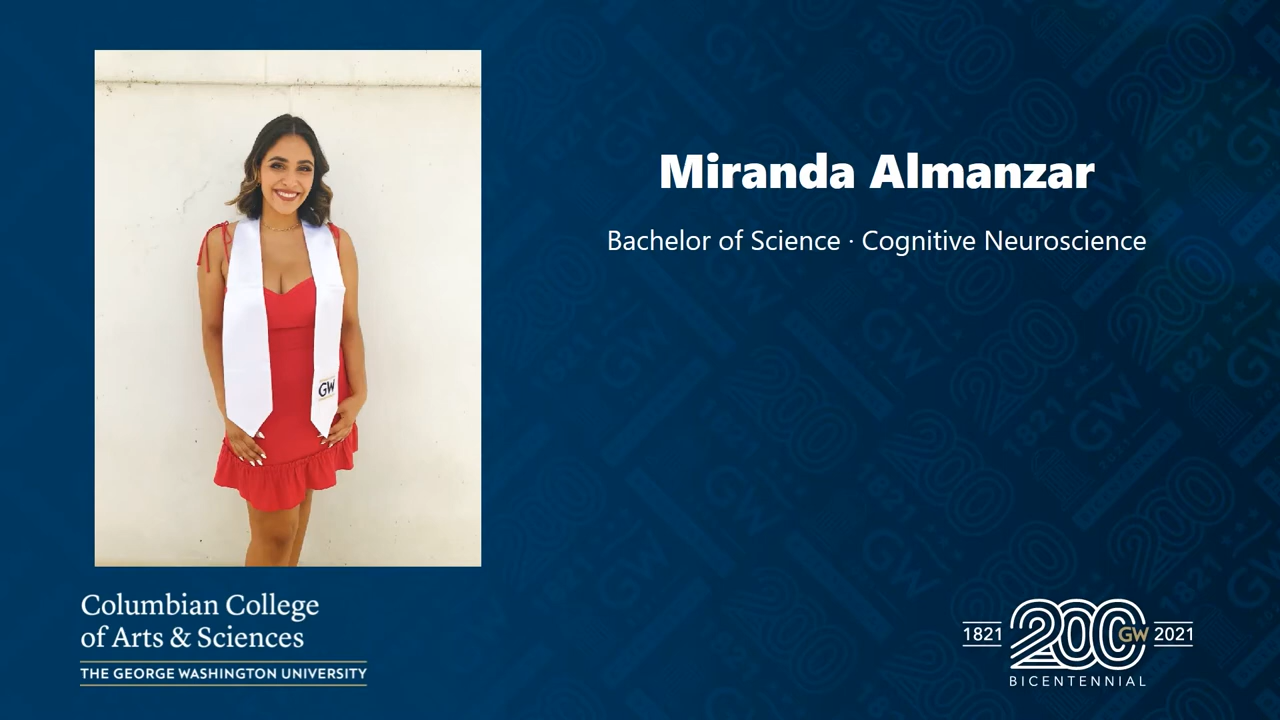 Miranda Almanzar
Bachelor of Science · Cognitive Neuroscience
GW
Columbian College
of Arts & Sciences
THE GEORGE WASHINGTON UNIVERSITY
1821 200 GW 2021
BICENTENNIAL